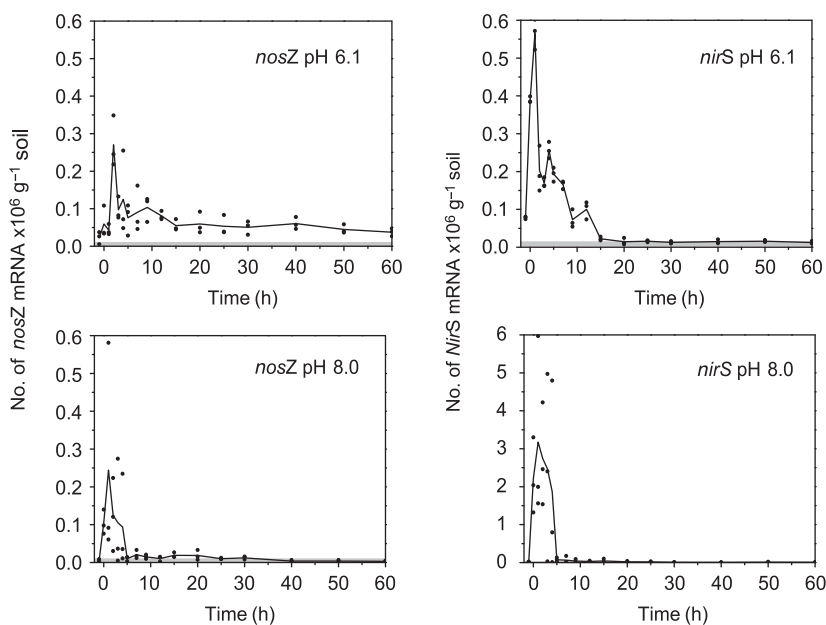 No. of nosZ mRNA x10⁶ g⁻¹ soil
nosZ pH 6.1
0.6
0.5
0.4
0.3
0.2
0.1
0.0
0 10 20 30 40 50 60
Time (h)
No. of NirS mRNA x10⁶ g⁻¹ soil
nirS pH 6.1
0.6
0.5
0.4
0.3
0.2
0.1
0.0
0 10 20 30 40 50 60
Time (h)
nosZ pH 8.0
0.6
0.5
0.4
0.3
0.2
0.1
0.0
0 10 20 30 40 50 60
Time (h)
nirS pH 8.0
6
5
4
3
2
1
0
0 10 20 30 40 50 60
Time (h)